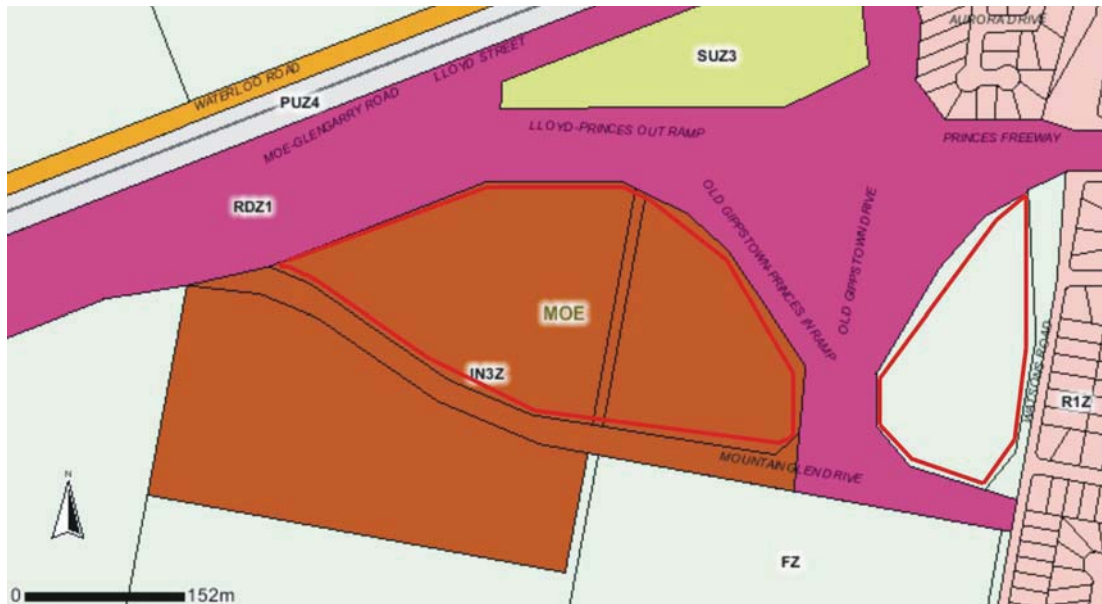 AURORA DRIVE
SUZ3
WATERLOO ROAD
LLOYD STREET
PUZ4
MOE-GLENGARRY ROAD
LLOYD-PRINCES OUT RAMP
PRINCES FREEWAY
RDZ1
OLD GIPPSTOWN-PRINCES IN RAMP
OLD GIPPSTOWN DRIVE
MOE
IN3Z
WATSONS ROAD
R1Z
MOUNTAIN GLEN DRIVE
N
FZ
0 152m